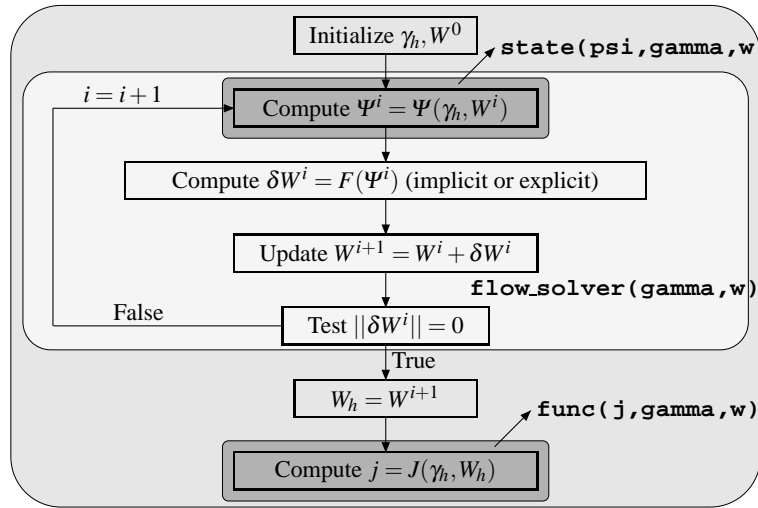 Initialize γ_h, W^0
state(psi,gamma,w
i = i + 1
Compute Ψ^i = Ψ(γ_h, W^i)
Compute δW^i = F(Ψ^i) (implicit or explicit)
Update W^{i+1} = W^i + δW^i
flow_solver(gamma,w)
False
Test ||δW^i|| = 0
True
W_h = W^{i+1}
func(j,gamma,w)
Compute j = J(γ_h, W_h)